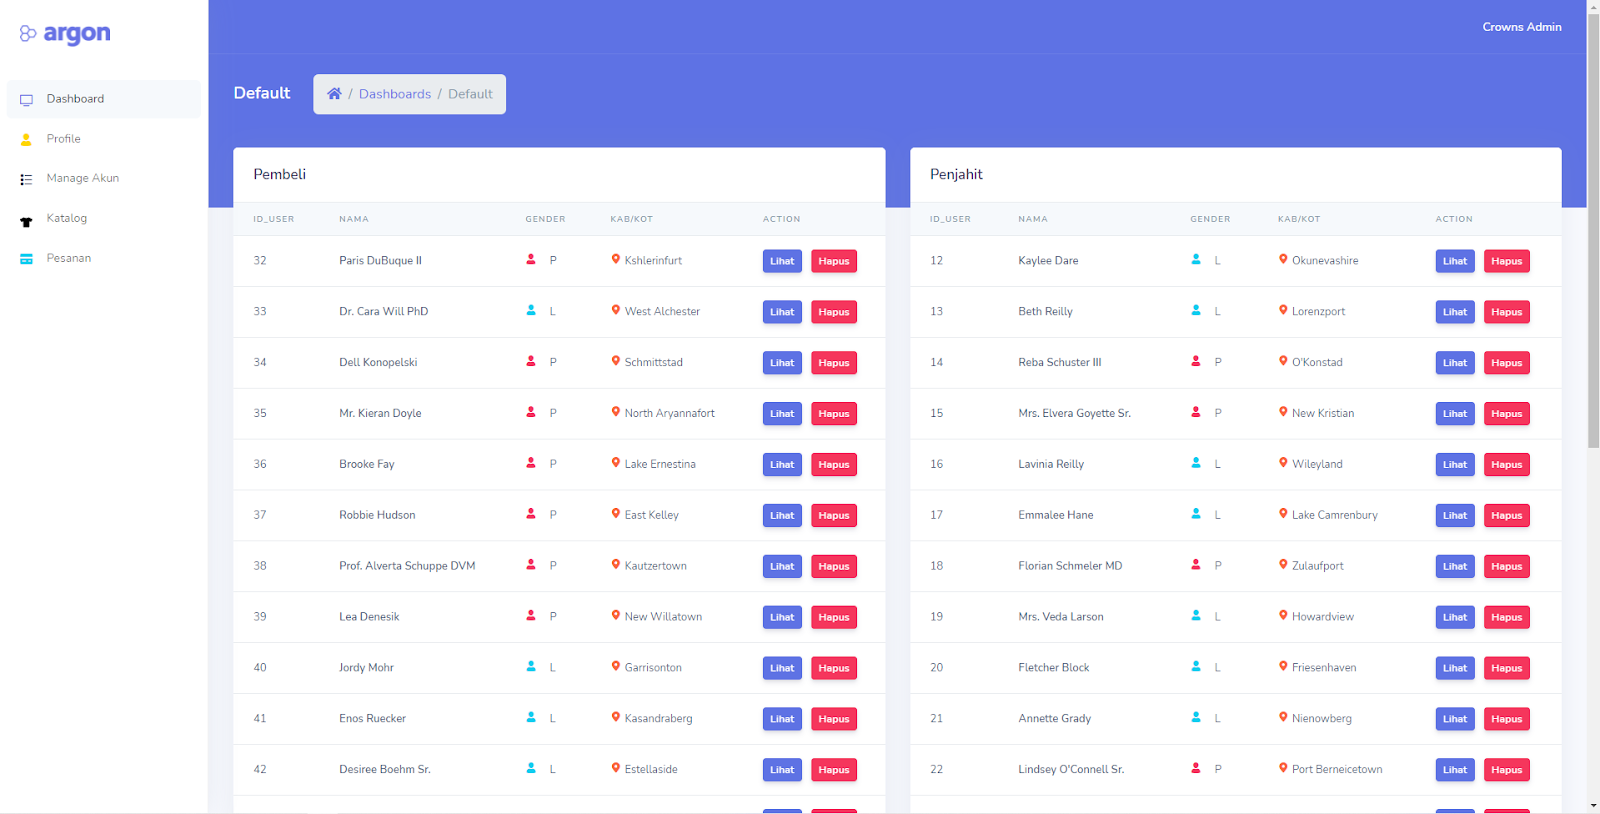 argon
Crowns Admin
Dashboard
Profile
Manage Akun
Katalog
Pesanan
Default
/ Dashboards / Default
Pembeli
ID_USER NAMA GENDER KAB/KOT ACTION
32 Paris DuBuque II P Kshlerinfurt Lihat Hapus
33 Dr. Cara Will PhD L West Alchester Lihat Hapus
34 Dell Konopelski P Schmittstad Lihat Hapus
35 Mr. Kieran Doyle P North Aryannafort Lihat Hapus
36 Brooke Fay P Lake Ernestina Lihat Hapus
37 Robbie Hudson P East Kelley Lihat Hapus
38 Prof. Alverta Schuppe DVM P Kautzertown Lihat Hapus
39 Lea Denesik P New Willatown Lihat Hapus
40 Jordy Mohr L Garrisonton Lihat Hapus
41 Enos Ruecker L Kasandraberg Lihat Hapus
42 Desiree Boehm Sr. L Estellaside Lihat Hapus
Penjahit
ID_USER NAMA GENDER KAB/KOT ACTION
12 Kaylee Dare L Okunevashire Lihat Hapus
13 Beth Reilly L Lorenzport Lihat Hapus
14 Reba Schuster III P O'Konstad Lihat Hapus
15 Mrs. Elvera Goyette Sr. P New Kristian Lihat Hapus
16 Lavinia Reilly L Wileyland Lihat Hapus
17 Emmalee Hane L Lake Camrenbury Lihat Hapus
18 Florian Schmeler MD P Zulaufport Lihat Hapus
19 Mrs. Veda Larson L Howardview Lihat Hapus
20 Fletcher Block L Friesenhaven Lihat Hapus
21 Annette Grady L Nienowberg Lihat Hapus
22 Lindsey O'Connell Sr. P Port Berneicetown Lihat Hapus